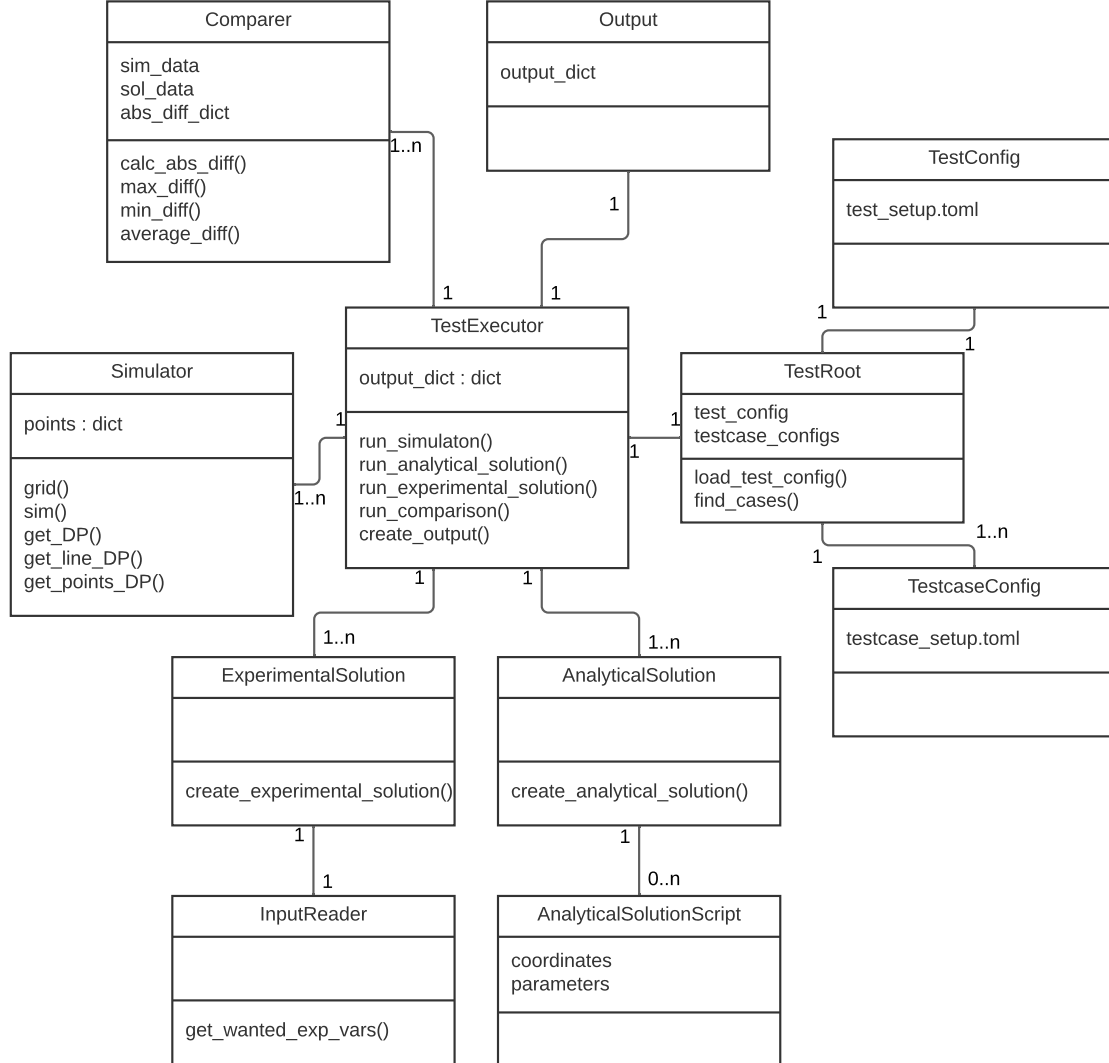 Comparer
sim_data
sol_data
abs_diff_dict
calc_abs_diff()
max_diff()
min_diff()
average_diff()
1..n
1
Output
output_dict
1
1
TestConfig
test_setup.toml
1
1
Simulator
points : dict
grid()
sim()
get_DP()
get_line_DP()
get_points_DP()
1
1..n
TestExecutor
output_dict : dict
run_simulaton()
run_analytical_solution()
run_experimental_solution()
run_comparison()
create_output()
1
1
TestRoot
test_config
testcase_configs
load_test_config()
find_cases()
1..n
1
TestcaseConfig
testcase_setup.toml
1
1..n
1
1..n
ExperimentalSolution
create_experimental_solution()
AnalyticalSolution
create_analytical_solution()
1
1
1
0..n
InputReader
get_wanted_exp_vars()
AnalyticalSolutionScript
coordinates
parameters